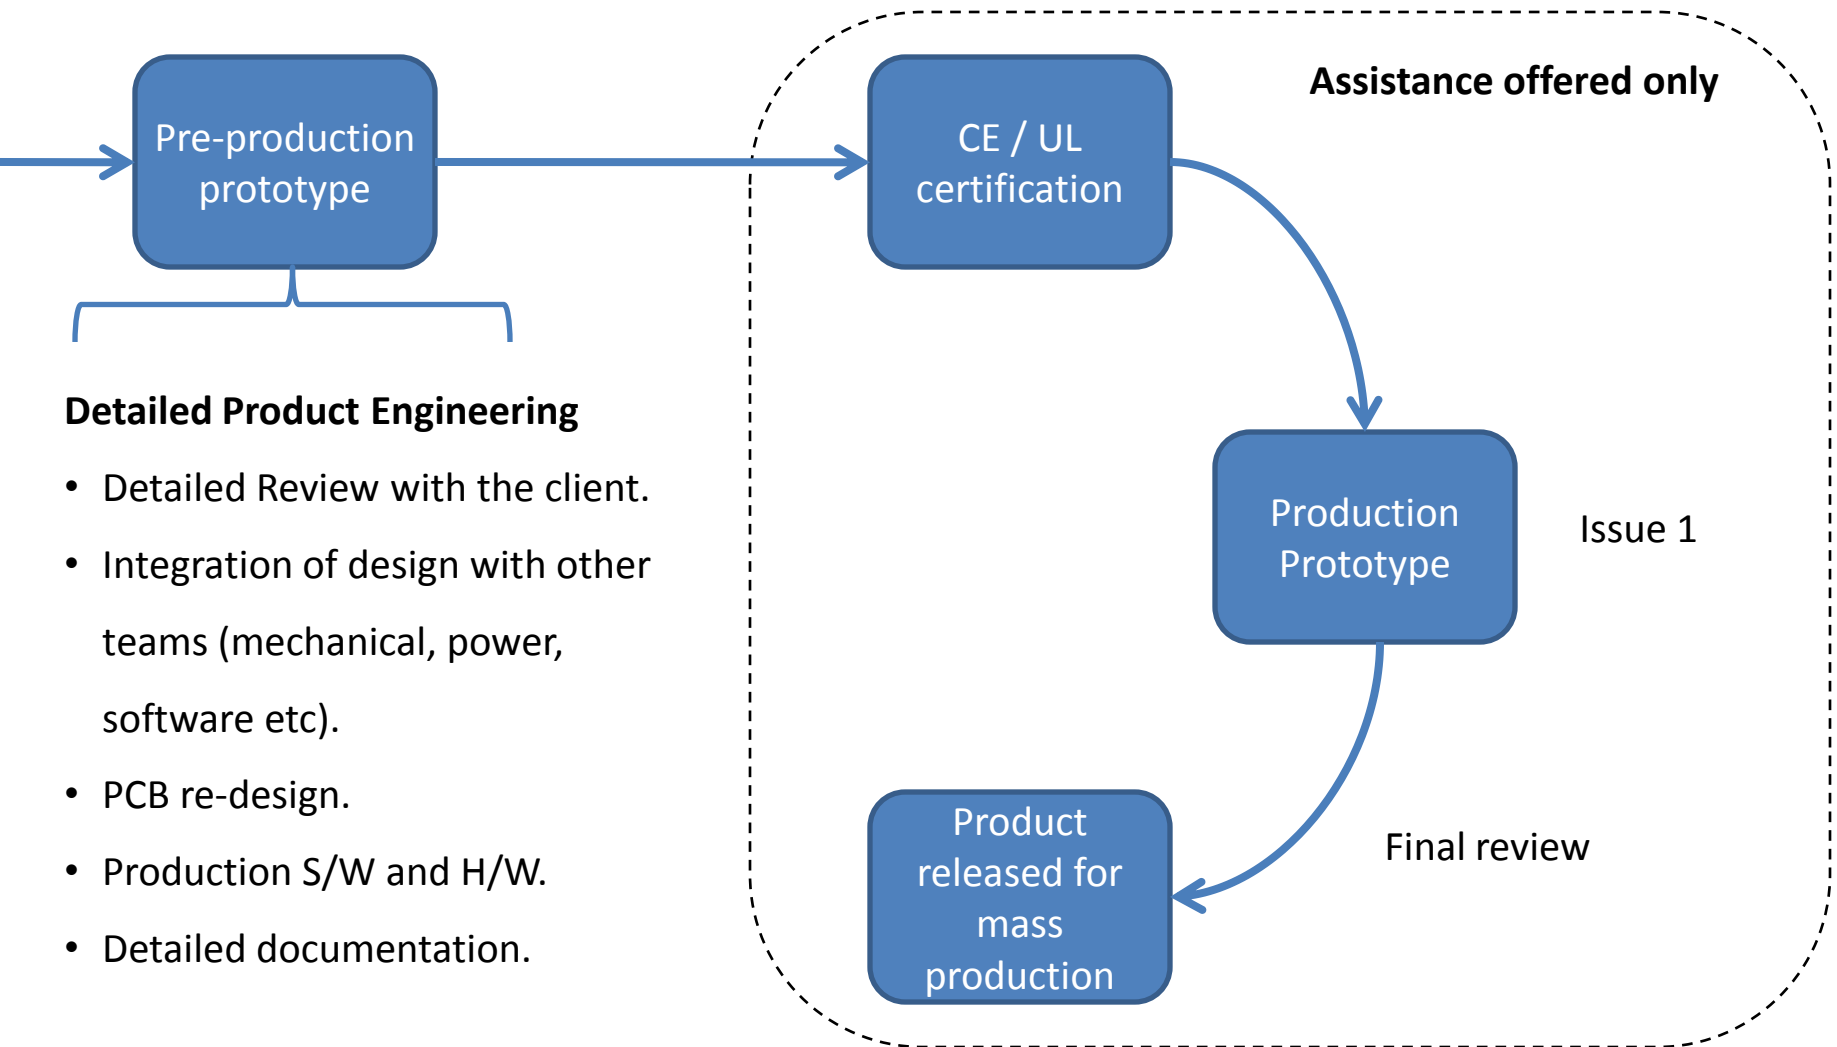 Pre-production
prototype
CE / UL
certification
Assistance offered only
Detailed Product Engineering
• Detailed Review with the client.
• Integration of design with other
teams (mechanical, power,
software etc).
• PCB re-design.
• Production S/W and H/W.
• Detailed documentation.
Production
Prototype
Issue 1
Final review
Product
released for
mass
production